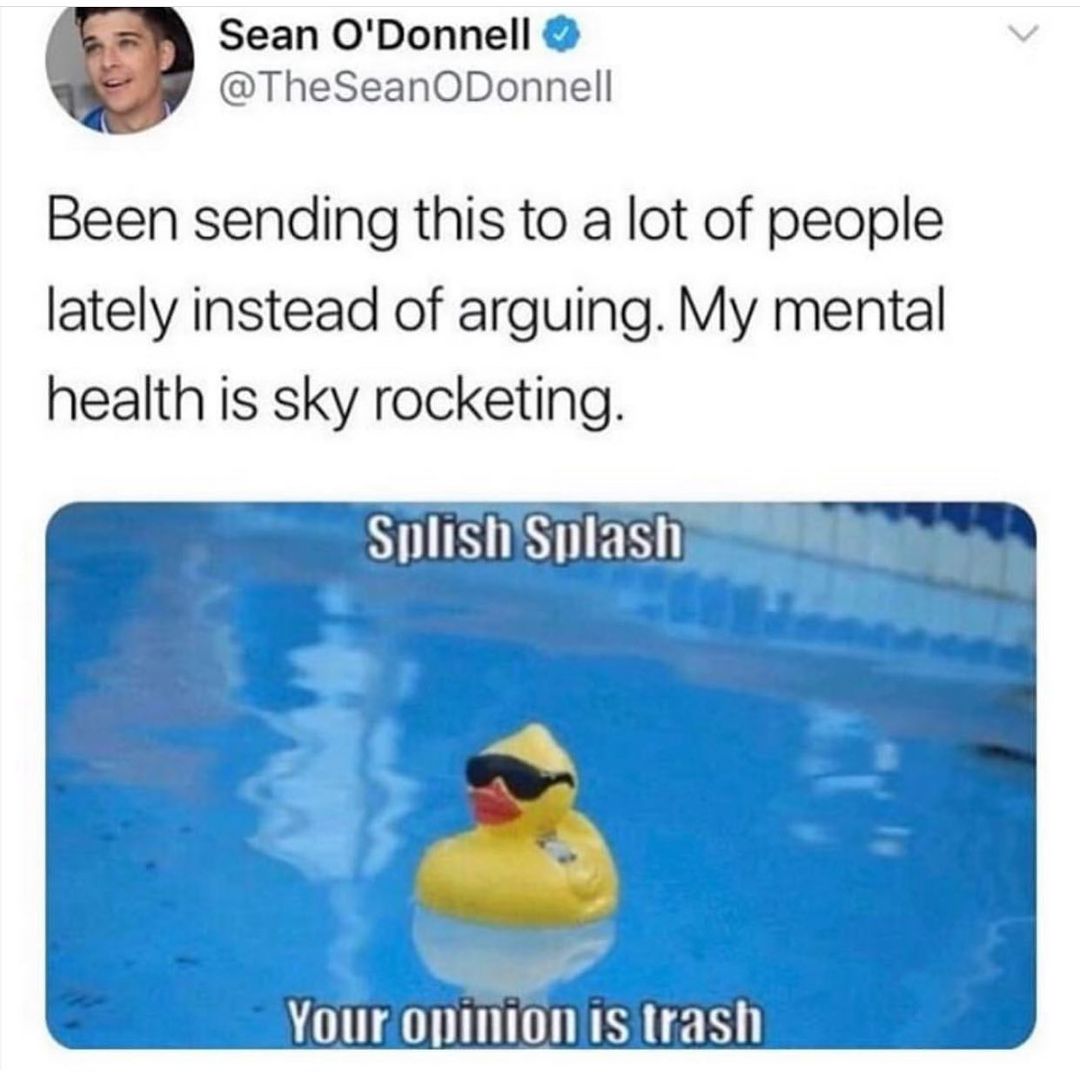 Sean O'Donnell
@TheSeanODonnell
Been sending this to a lot of people
lately instead of arguing. My mental
health is sky rocketing.
Splish Splash
Your opinion is trash